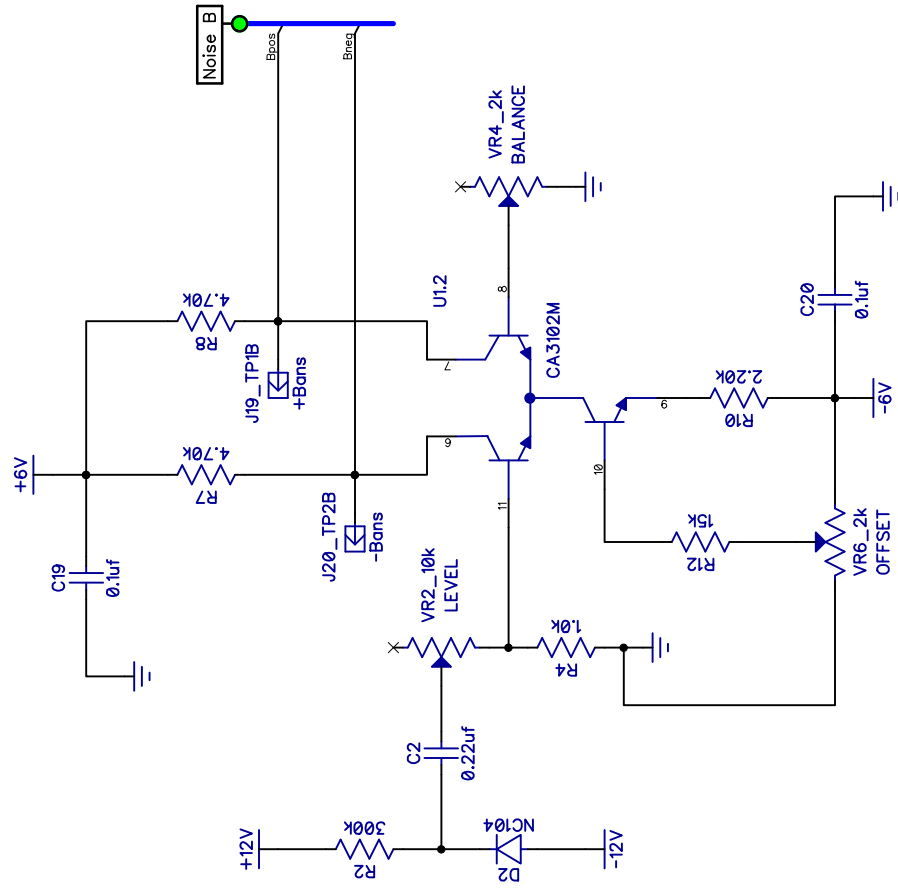 Noise B
Bpos
Bneg
VR4_2k
BALANCE
+6V
4.70k
R8
J19_TP1B
+Bans
U1.2
8
7
CA3102M
C20
0.1uf
4.70k
R7
J20_TP2B
-Bans
9
11
6
2.20k
R10
-6V
C19
0.1uf
VR2_10k
LEVEL
10
15k
R12
VR6_2k
OFFSET
1.0k
R4
C2
0.22uf
+12V
300k
R2
NC104
D2
-12V